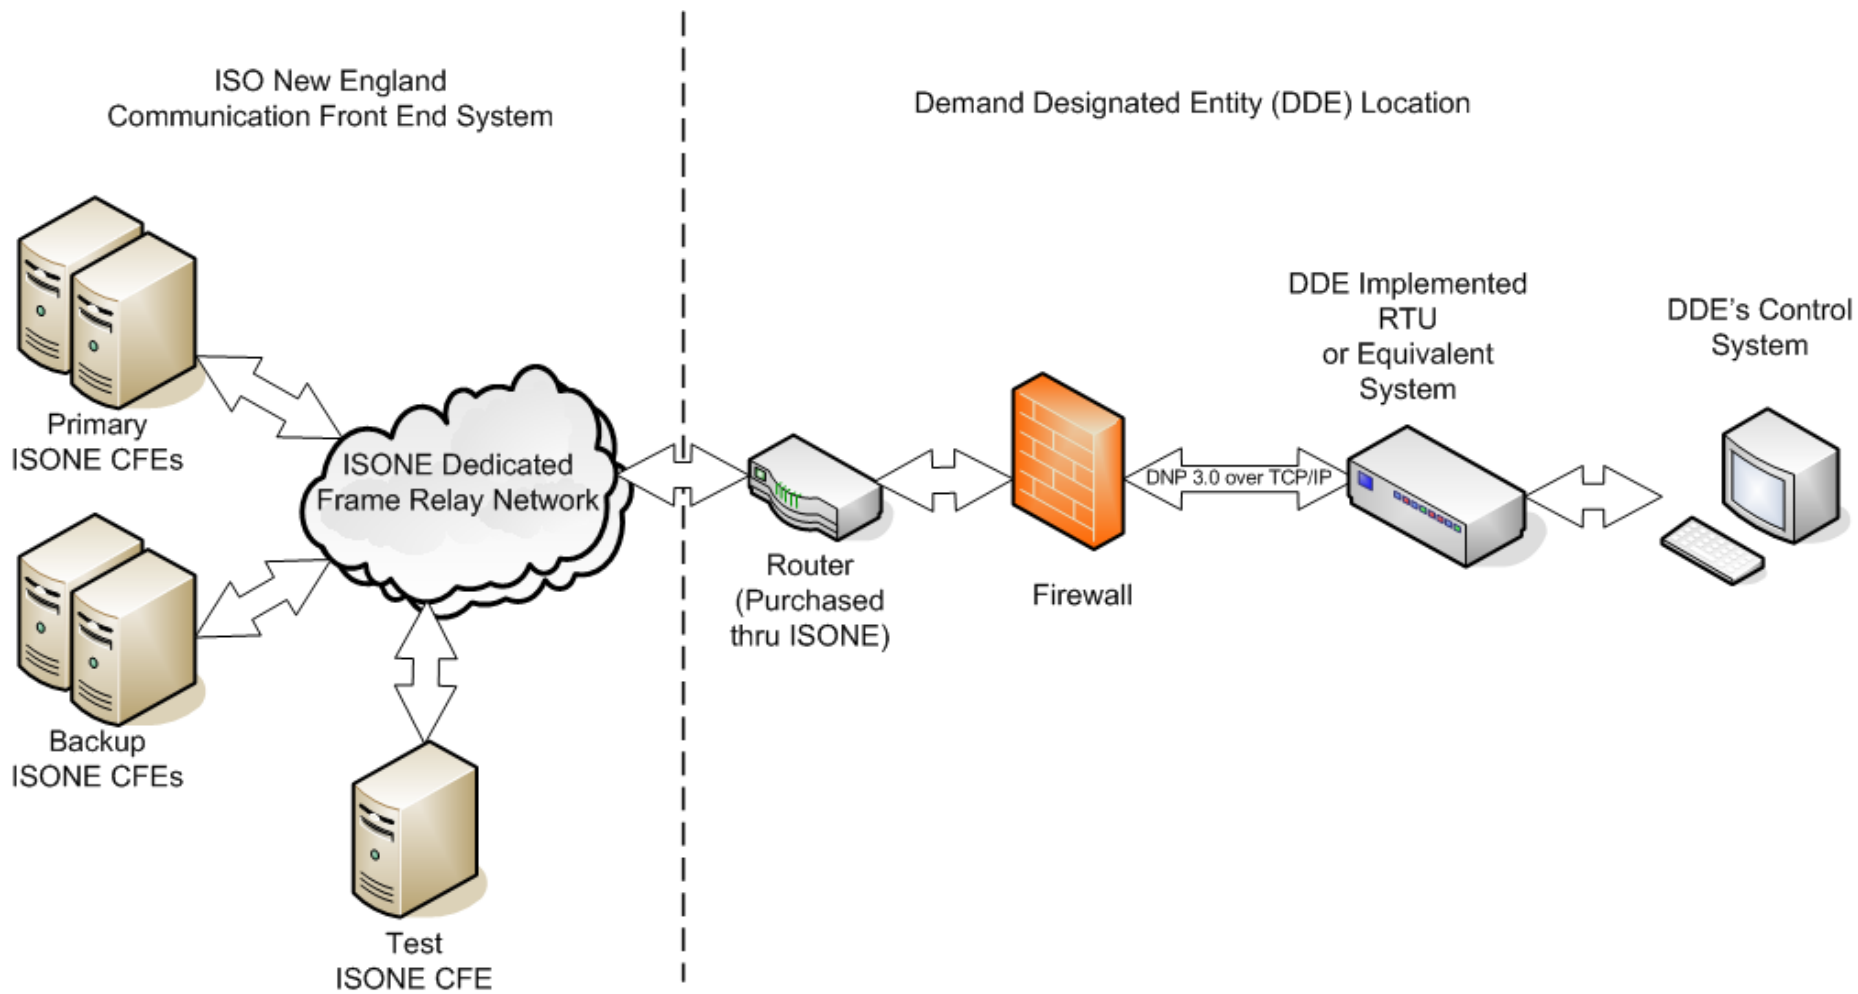 ISO New England
Communication Front End System
Demand Designated Entity (DDE) Location
Primary
ISONE CFEs
ISONE Dedicated
Frame Relay Network
Backup
ISONE CFEs
Test
ISONE CFE
Router
(Purchased
thru ISONE)
Firewall
DNP 3.0 over TCP/IP
DDE Implemented
RTU
or Equivalent
System
DDE's Control
System